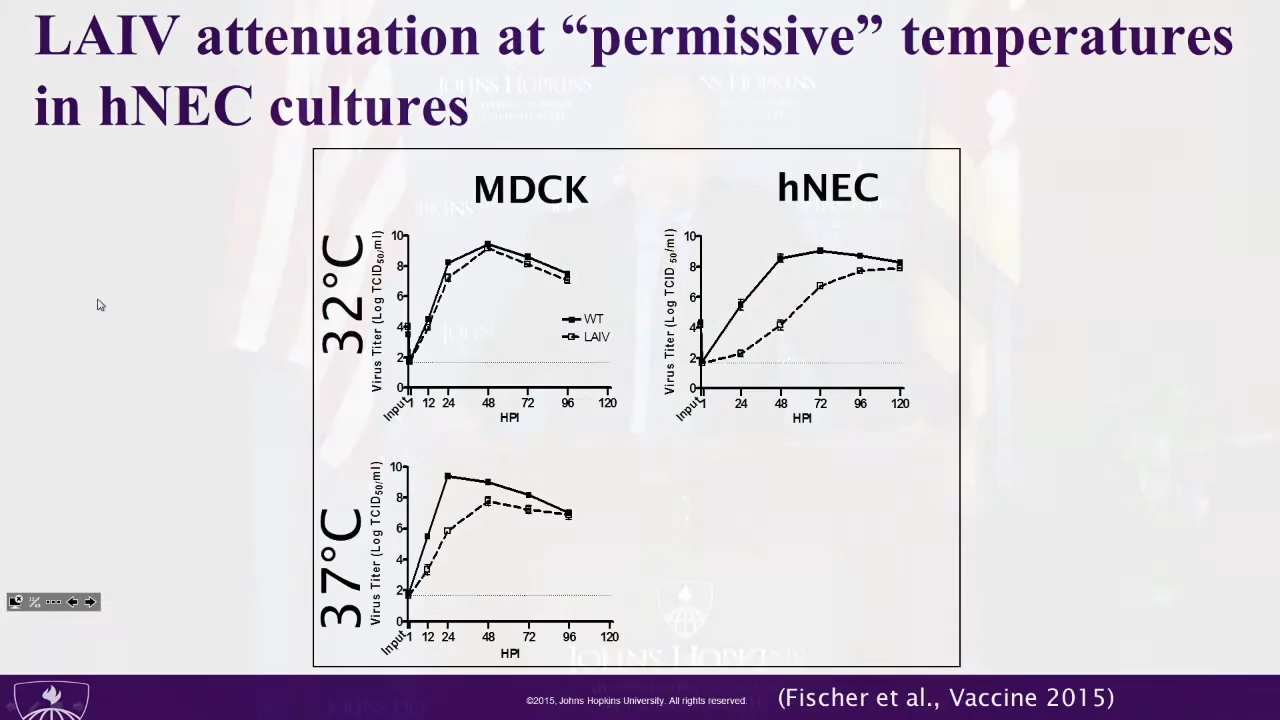 LAIV attenuation at “permissive” temperatures
in hNEC cultures
MDCK
hNEC
32°C
Virus Titer (Log TCID50/ml)
10
8
6
4
2
0
WT
LAIV
Input
1
12
24
48
72
96
120
HPI
Virus Titer (Log TCID 50/ml)
10
8
6
4
2
0
Input
1
24
48
72
96
120
HPI
37°C
Virus Titer (Log TCID50/ml)
10
8
6
4
2
0
Input
1
12
24
48
72
96
120
HPI
JOHNS HOPKINS
©2015, Johns Hopkins University. All rights reserved.
(Fischer et al., Vaccine 2015)